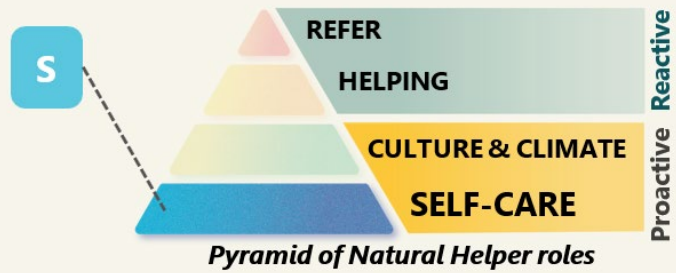 S
REFER
HELPING
CULTURE & CLIMATE
SELF-CARE
Reactive
Proactive
Pyramid of Natural Helper roles